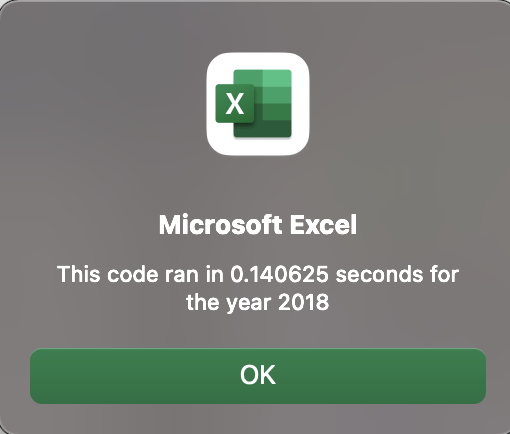 X
Microsoft Excel
This code ran in 0.140625 seconds for
the year 2018
OK